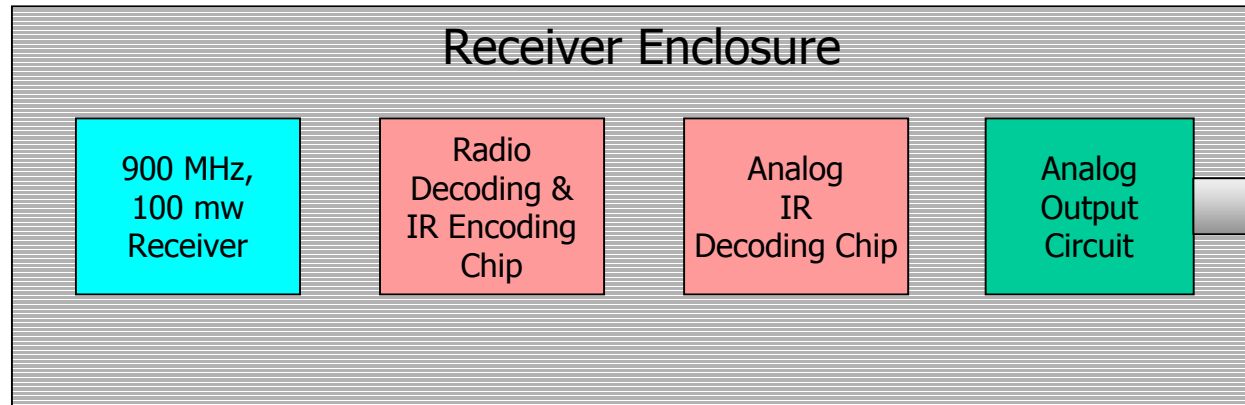 Receiver Enclosure
900 MHz,
100 mw
Receiver
Radio
Decoding &
IR Encoding
Chip
Analog
IR
Decoding Chip
Analog
Output
Circuit